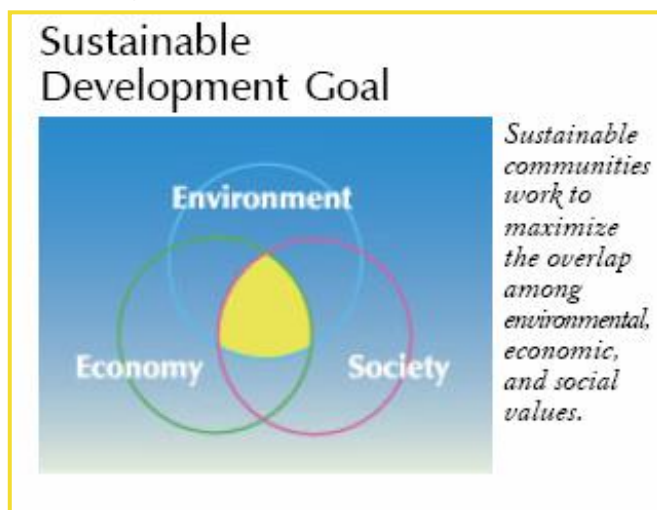 Sustainable
Development Goal
Environment
Economy
Society
Sustainable
communities
work to
maximize
the overlap
among
environmental,
economic,
and social
values.